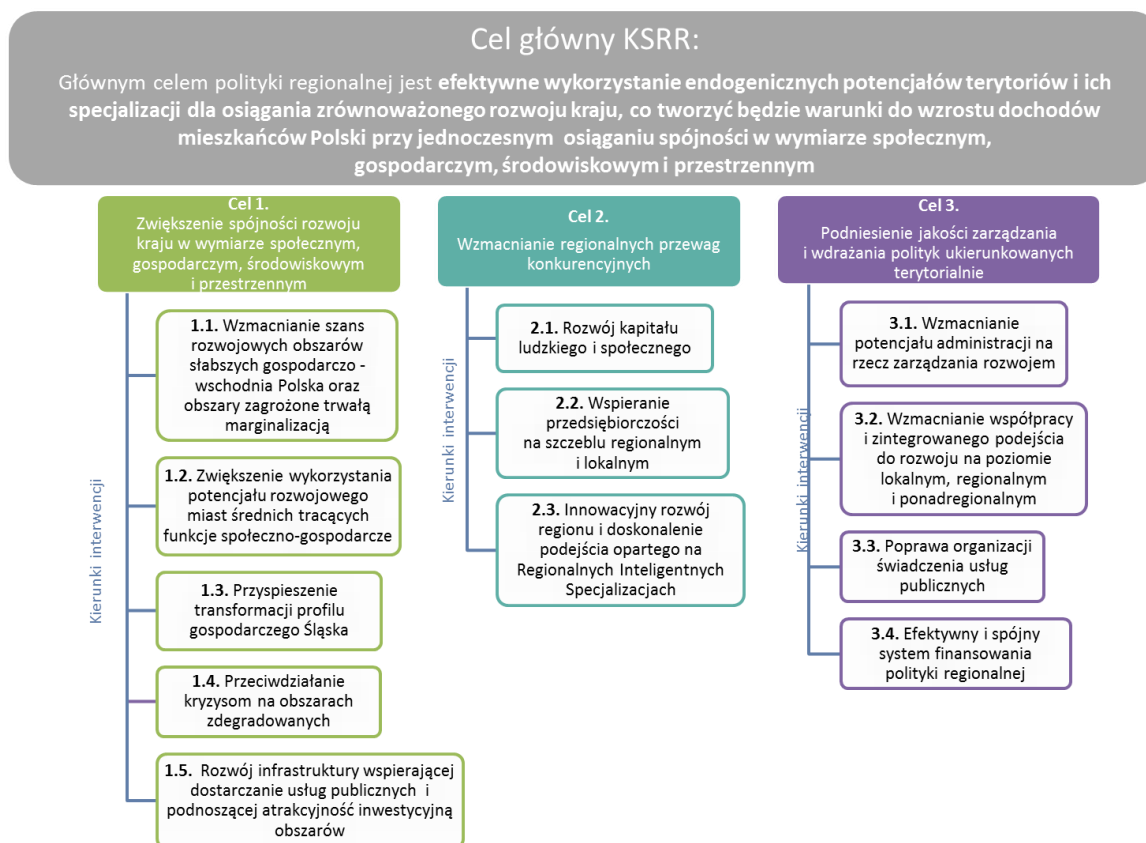 Cel główny KSRR:
Głównym celem polityki regionalnej jest efektywne wykorzystanie endogenicznych potencjałów terytoriów i ich
specjalizacji dla osiągania zrównoważonego rozwoju kraju, co tworzyć będzie warunki do wzrostu dochodów
mieszkańców Polski przy jednoczesnym osiąganiu spójności w wymiarze społecznym,
gospodarczym, środowiskowym i przestrzennym
Cel 1.
Zwiększenie spójności rozwoju
kraju w wymiarze społecznym,
gospodarczym, środowiskowym
i przestrzennym
Kierunki interwencji
1.1. Wzmacnianie szans
rozwojowych obszarów
słabszych gospodarczo -
wschodnia Polska oraz
obszary zagrożone trwałą
marginalizacją
1.2. Zwiększenie wykorzystania
potencjału rozwojowego
miast średnich tracących
funkcje społeczno-gospodarcze
1.3. Przyspieszenie
transformacji profilu
gospodarczego Śląska
1.4. Przeciwdziałanie
kryzysom na obszarach
zdegradowanych
1.5. Rozwój infrastruktury wspierającej
dostarczanie usług publicznych i
podnoszącej atrakcyjność inwestycyjną
obszarów
Cel 2.
Wzmacnianie regionalnych przewag
konkurencyjnych
Kierunki interwencji
2.1. Rozwój kapitału
ludzkiego i społecznego
2.2. Wspieranie
przedsiębiorczości
na szczeblu regionalnym
i lokalnym
2.3. Innowacyjny rozwój
regionu i doskonalenie
podejścia opartego na
Regionalnych Inteligentnych
Specjalizacjach
Cel 3.
Podniesienie jakości zarządzania
i wdrażania polityk ukierunkowanych
terytorialnie
Kierunki interwencji
3.1. Wzmacnianie
potencjału administracji na
rzecz zarządzania rozwojem
3.2. Wzmacnianie współpracy
i zintegrowanego podejścia
do rozwoju na poziomie
lokalnym, regionalnym
i ponadregionalnym
3.3. Poprawa organizacji
świadczenia usług
publicznych
3.4. Efektywny i spójny
system finansowania
polityki regionalnej